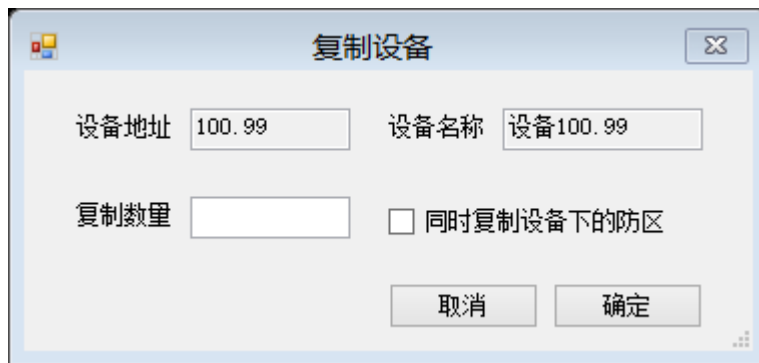 复制设备
设备地址 100.99 设备名称 设备100.99
复制数量 同时复制设备下的防区
取消 确定